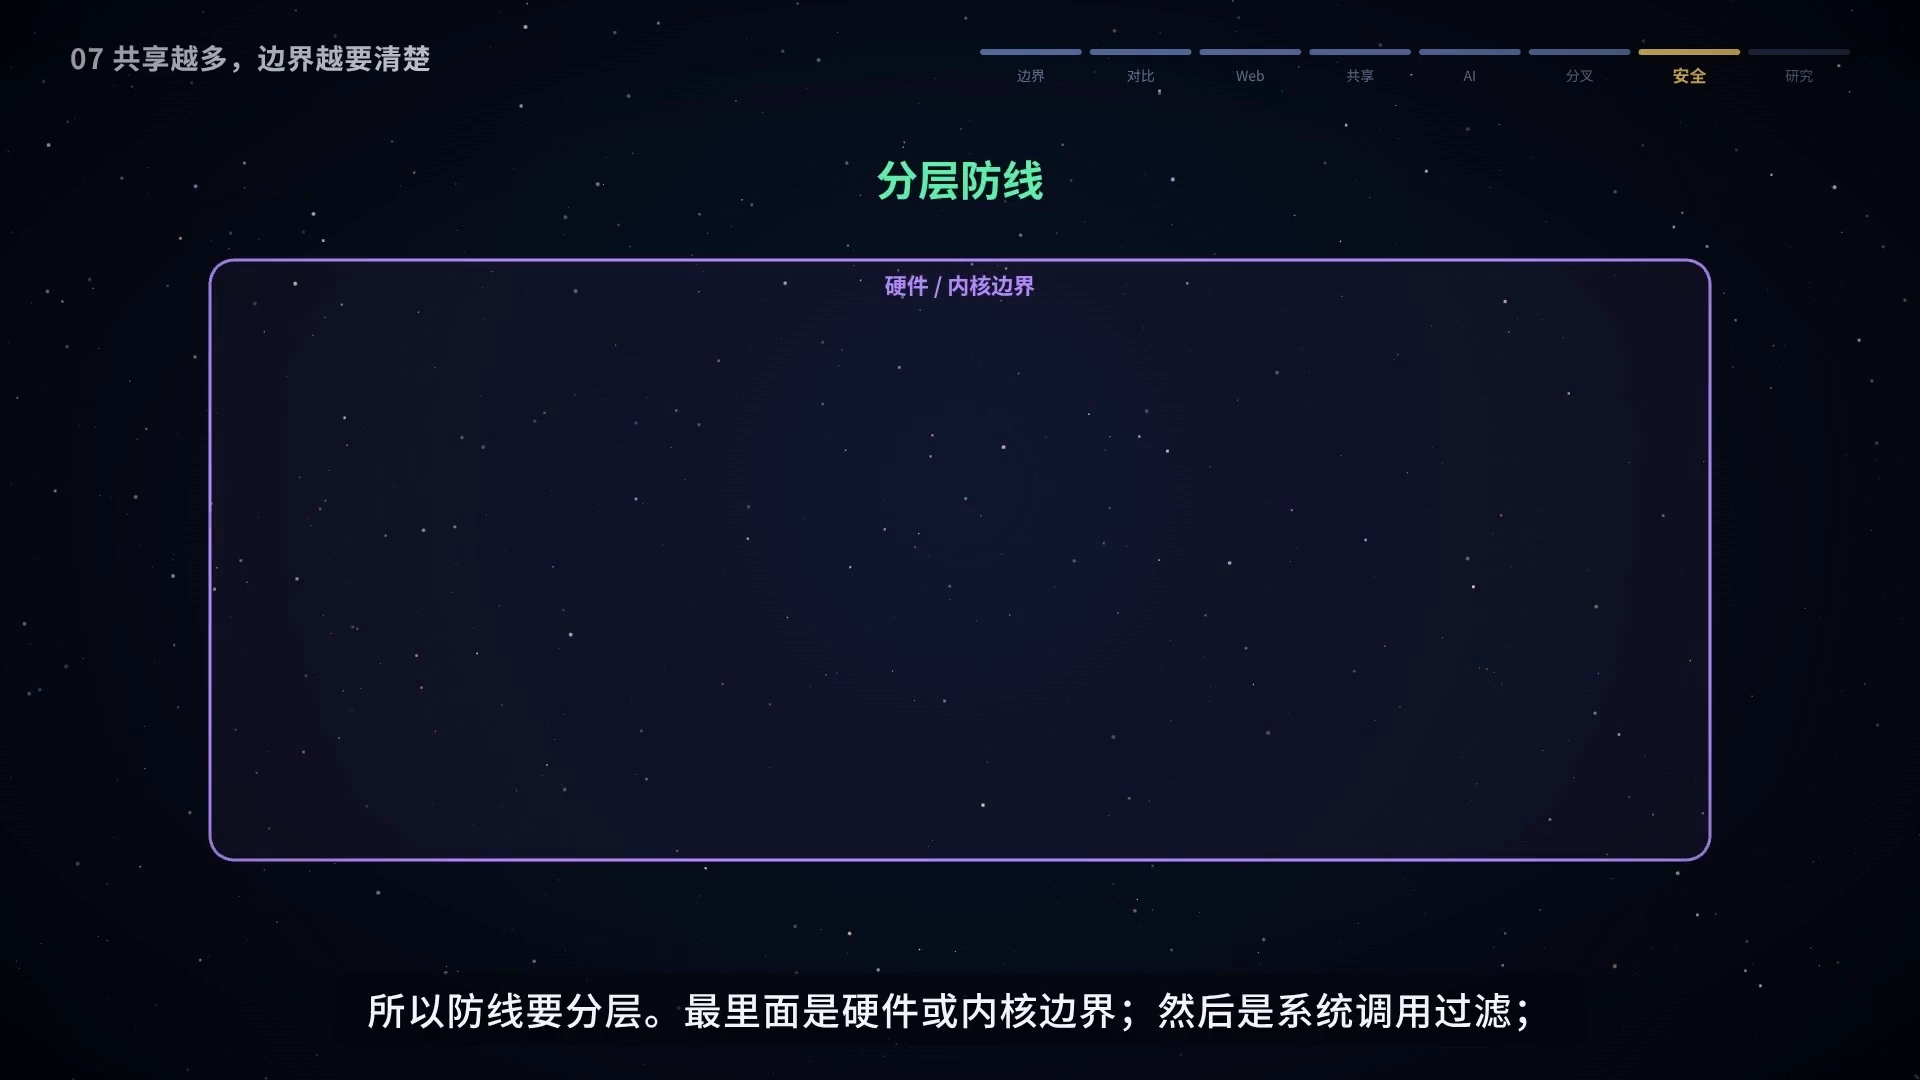 07 共享越多，边界越要清楚
边界
对比
Web
共享
AI
分叉
安全
研究
分层防线
硬件 / 内核边界
所以防线要分层。最里面是硬件或内核边界；然后是系统调用过滤；